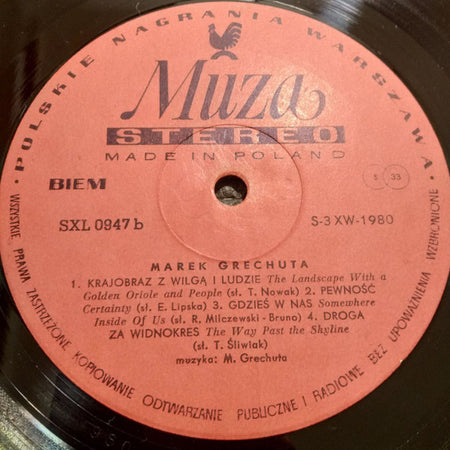 · POLSKIE NAGRANIA WARSZAWA ·
Muza
STEREO
MADE IN POLAND
BIEM
S 33
SXL 0947 b
S-3 XW-1980
MAREK GRECHUTA
1. KRAJOBRAZ Z WILGĄ I LUDZIE The Landscape With a
Golden Oriole and People (sł. T. Nowak) 2. PEWNOŚĆ
Certainty (sł. E. Lipska) 3. GDZIEŚ W NAS Somewhere
Inside Of Us (sł. R. Milczewski - Bruno) 4. DROGA
ZA WIDNOKRES The Way Past the Skyline
(sł. T. Śliwiak)
muzyka: M. Grechuta
WSZYSTKIE PRAWA ZASTRZEŻONE KOPIOWANIE ODTWARZANIE PUBLICZNE I RADIOWE BEZ UPOWAŻNIENIA WZBRONIONE